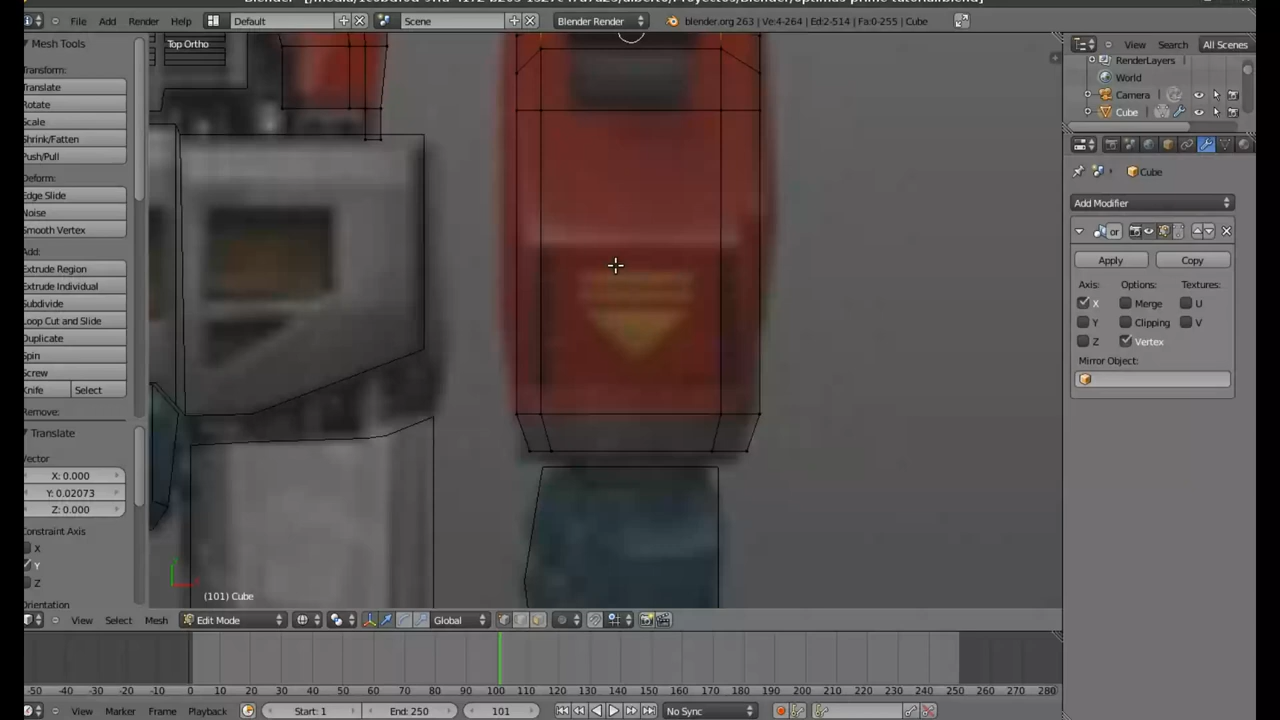 File Add Render Help Default Scene Blender Render blender.org 263 | Ve:4-264 | Ed:2-514 | Fa:0-255 | Cube
Mesh Tools
Transform:
Translate
Rotate
Scale
Shrink/Fatten
Push/Pull
Deform:
Edge Slide
Noise
Smooth Vertex
Add:
Extrude Region
Extrude Individual
Subdivide
Loop Cut and Slide
Duplicate
Spin
Screw
Knife Select
Remove:
Translate
Vector
X: 0.000
Y: 0.02073
Z: 0.000
Constraint Axis
X
Y
Z
Orientation
Top Ortho
(101) Cube
View Search All Scenes
RenderLayers
World
Camera
Cube
Cube
Add Modifier
or
Apply Copy
Axis: Options: Textures:
X Merge U
Y Clipping V
Z Vertex
Mirror Object:
View Select Mesh Edit Mode Global
-50 -40 -30 -20 -10 0 10 20 30 40 50 60 70 80 90 100 110 120 130 140 150 160 170 180 190 200 210 220 230 240 250 260 270 280
View Marker Frame Playback Start: 1 End: 250 101 No Sync